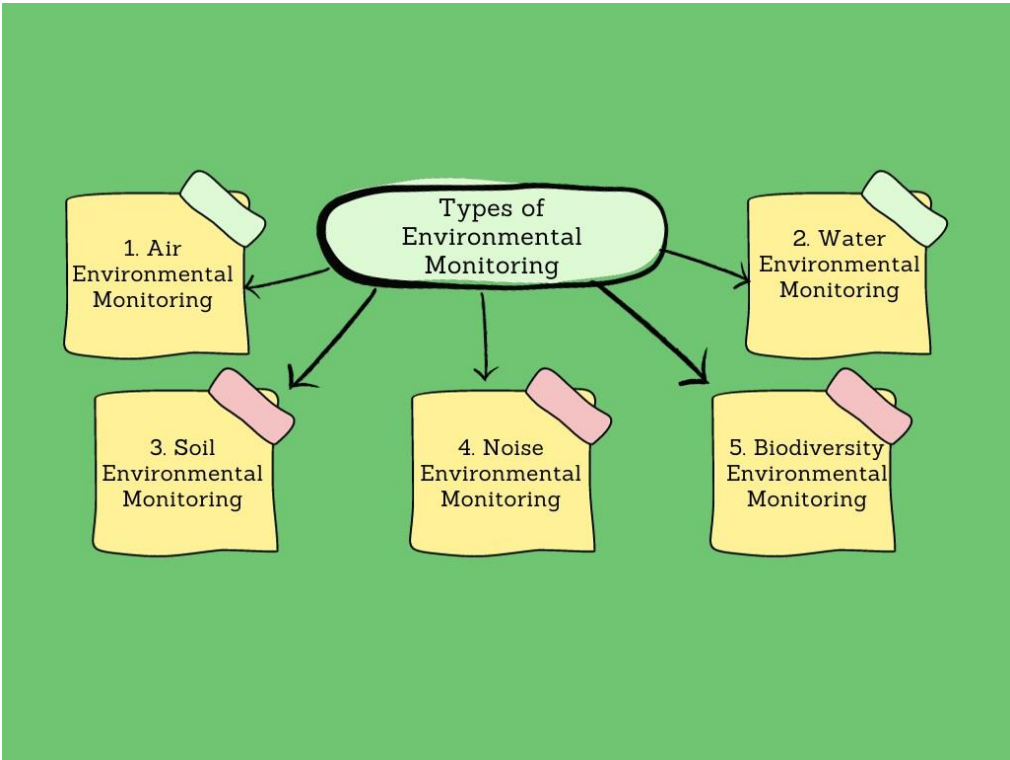 Types of
Environmental
Monitoring
1. Air
Environmental
Monitoring
2. Water
Environmental
Monitoring
3. Soil
Environmental
Monitoring
4. Noise
Environmental
Monitoring
5. Biodiversity
Environmental
Monitoring